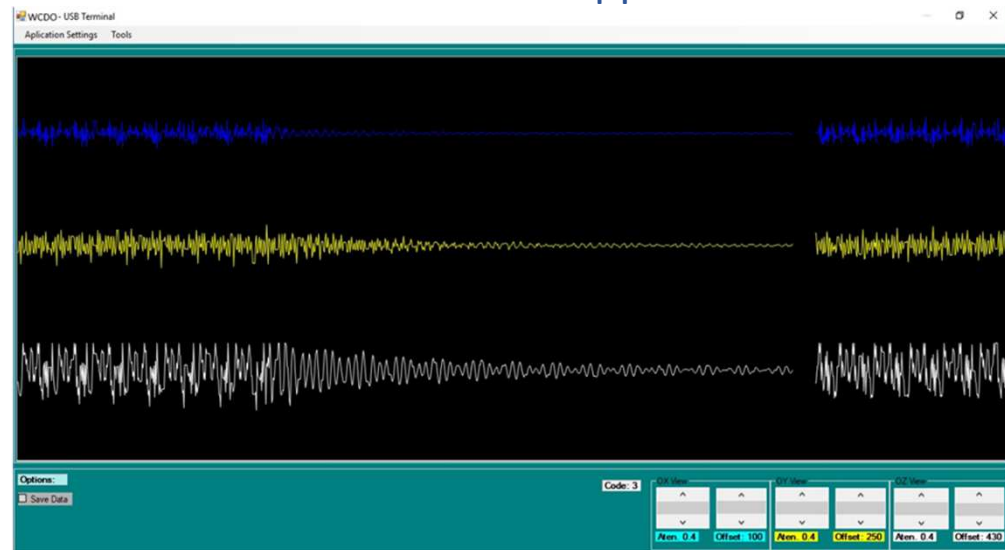 WCDO- USB Terminal
Aplication Settings Tools
Options:
Save Data
Code: 3
OX View
OY View
OZ View
Aten. 0.4 Offset: 100 Aten. 0.4 Offset: 250 Aten. 0.4 Offset: 430